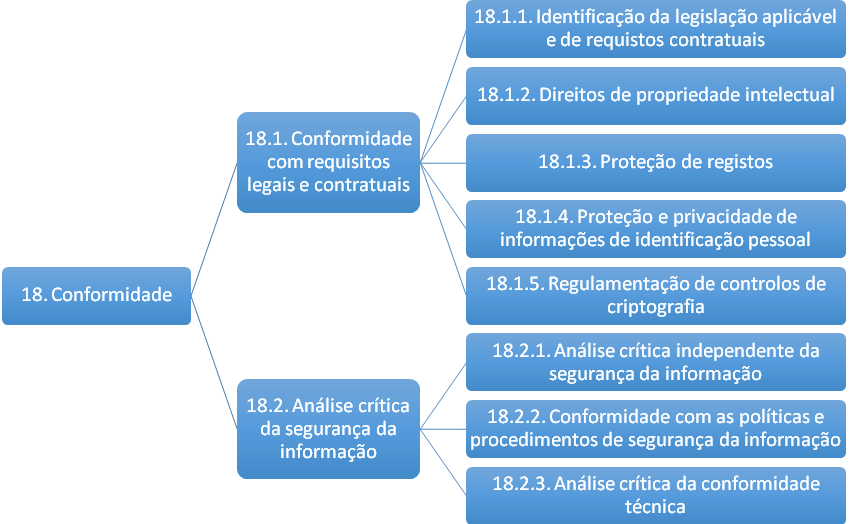 18. Conformidade
18.1. Conformidade
com requisitos
legais e contratuais
18.1.1. Identificação da legislação aplicável
e de requistos contratuais
18.1.2. Direitos de propriedade intelectual
18.1.3. Proteção de registos
18.1.4. Proteção e privacidade de
informações de identificação pessoal
18.1.5. Regulamentação de controlos de
criptografia
18.2. Análise crítica
da segurança da
informação
18.2.1. Análise crítica independente da
segurança da informação
18.2.2. Conformidade com as políticas e
procedimentos de segurança da informação
18.2.3. Análise crítica da conformidade
técnica